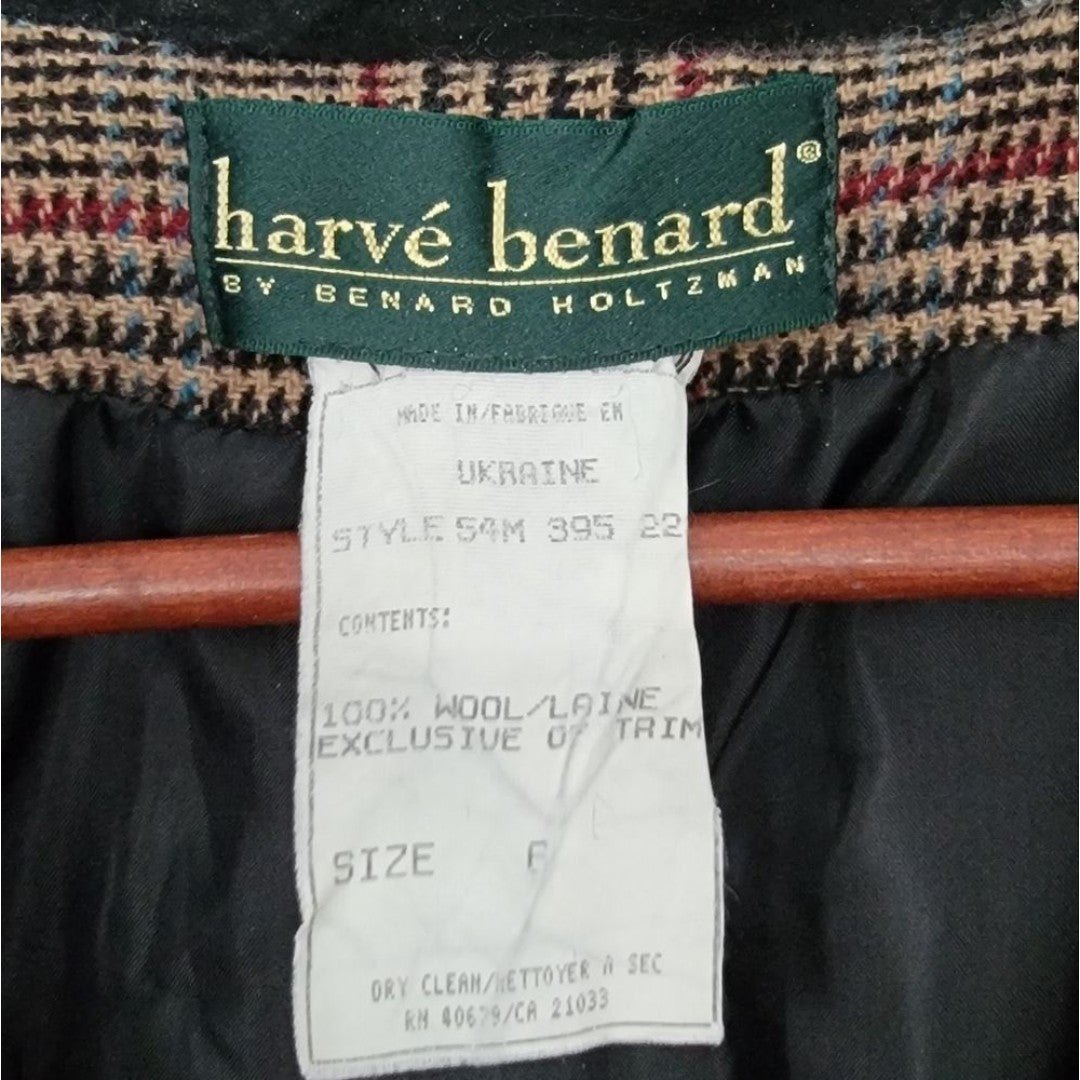 harvé benard®
BY BENARD HOLTZMAN
MADE IN/FABRIQUE EN
UKRAINE
STYLE 54M 395 22
CONTENTS:
100% WOOL/LAINE
EXCLUSIVE OF TRIM
SIZE
DRY CLEAN/NETTOYER A SEC
RN 40679/CA 21033